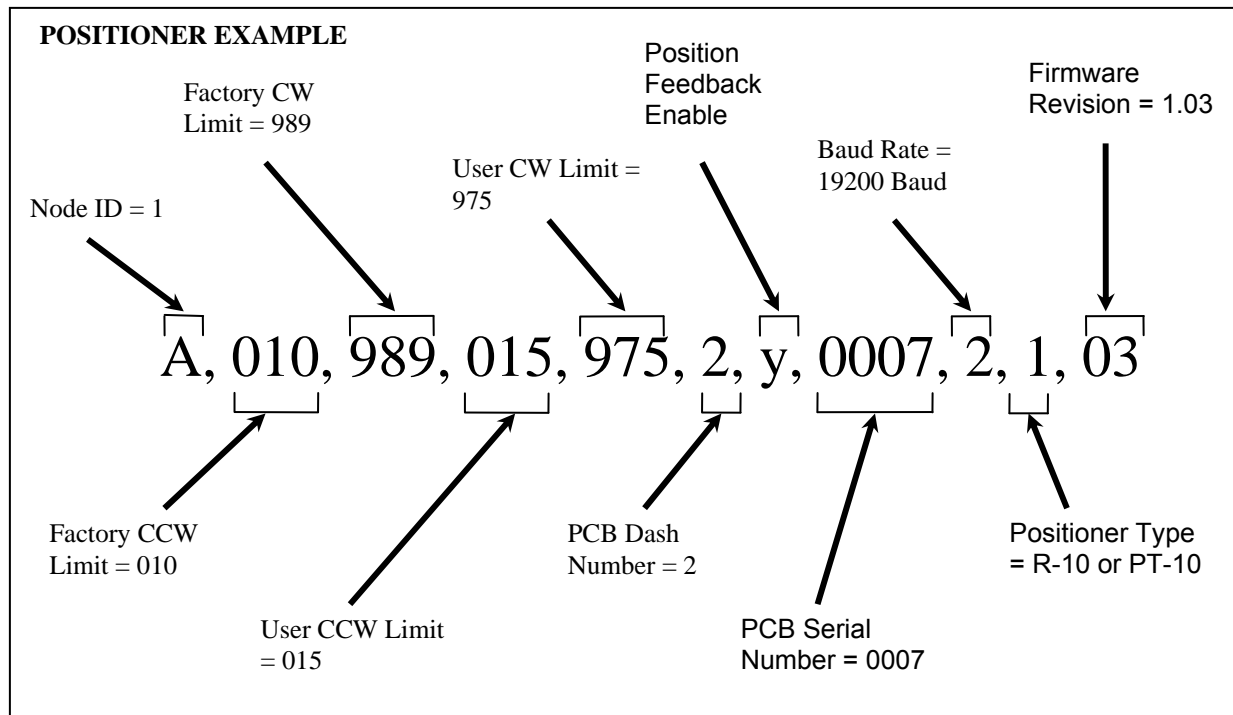 POSITIONER EXAMPLE
Position
Feedback
Enable
Firmware
Revision = 1.03
Factory CW
Limit = 989
Baud Rate =
19200 Baud
User CW Limit =
975
Node ID = 1
A, 010, 989, 015, 975, 2, y, 0007, 2, 1, 03
Factory CCW
Limit = 010
PCB Dash
Number = 2
Positioner Type
= R-10 or PT-10
User CCW Limit
= 015
PCB Serial
Number = 0007